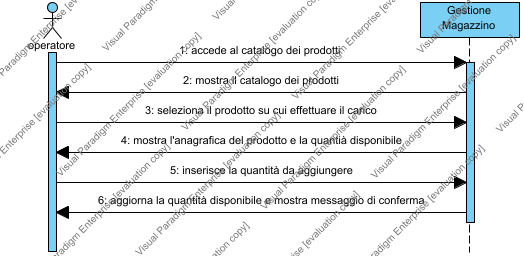 Gestione
Magazzino
operatore
1: accede al catalogo dei prodotti
2: mostra il catalogo dei prodotti
3: seleziona il prodotto su cui effettuare il carico
4: mostra l'anagrafica del prodotto e la quantià disponibile
5: inserisce la quantità da aggiungere
6: aggiorna la quantità disponibile e mostra messaggio di conferma
Visual Paradigm Enterprise [evaluation copy]